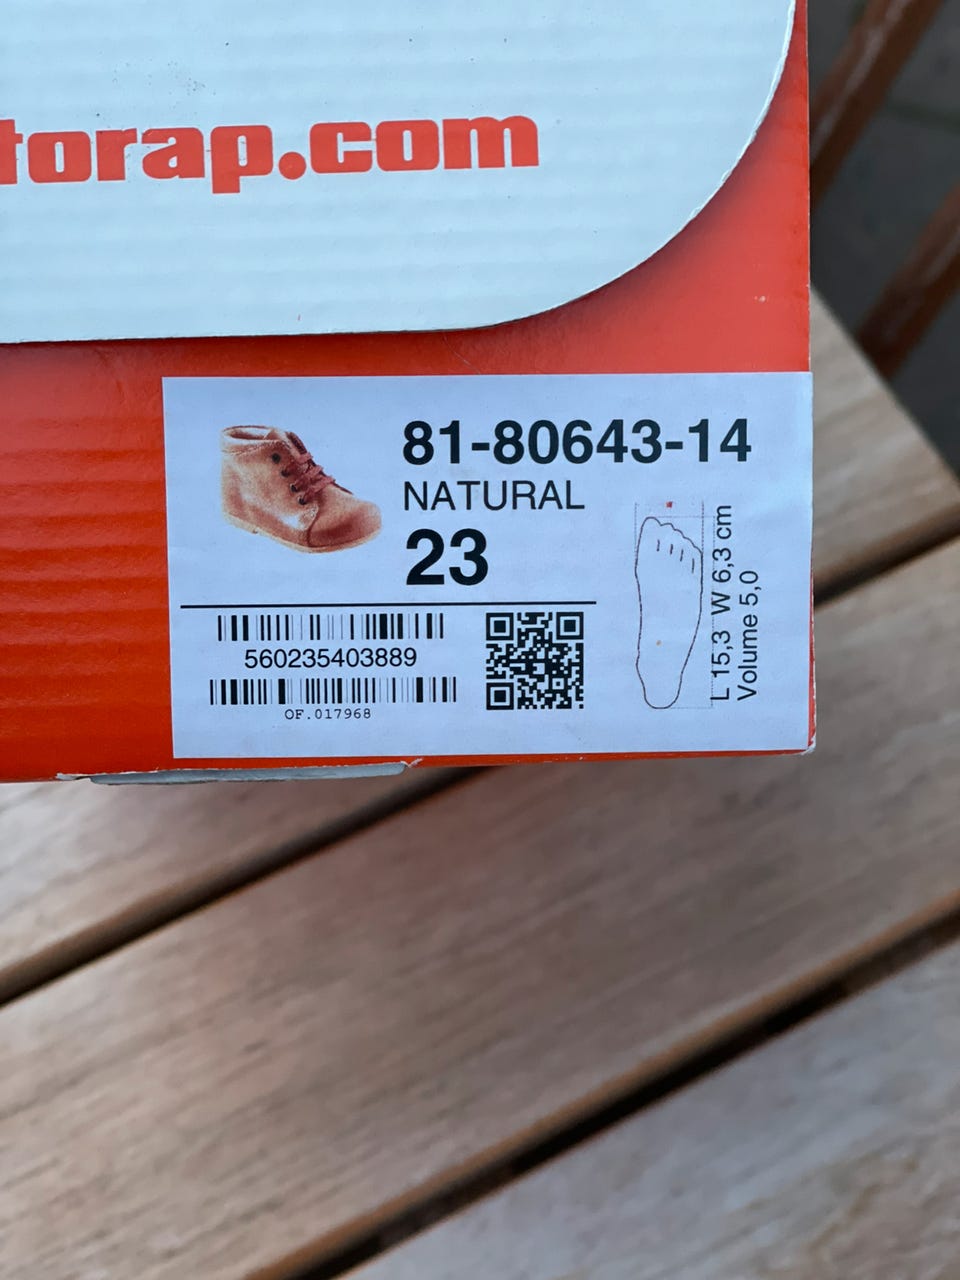 torap.com
81-80643-14
NATURAL
23
560235403889
OF.017968
L 15,3 W 6,3 cm
Volume 5,0